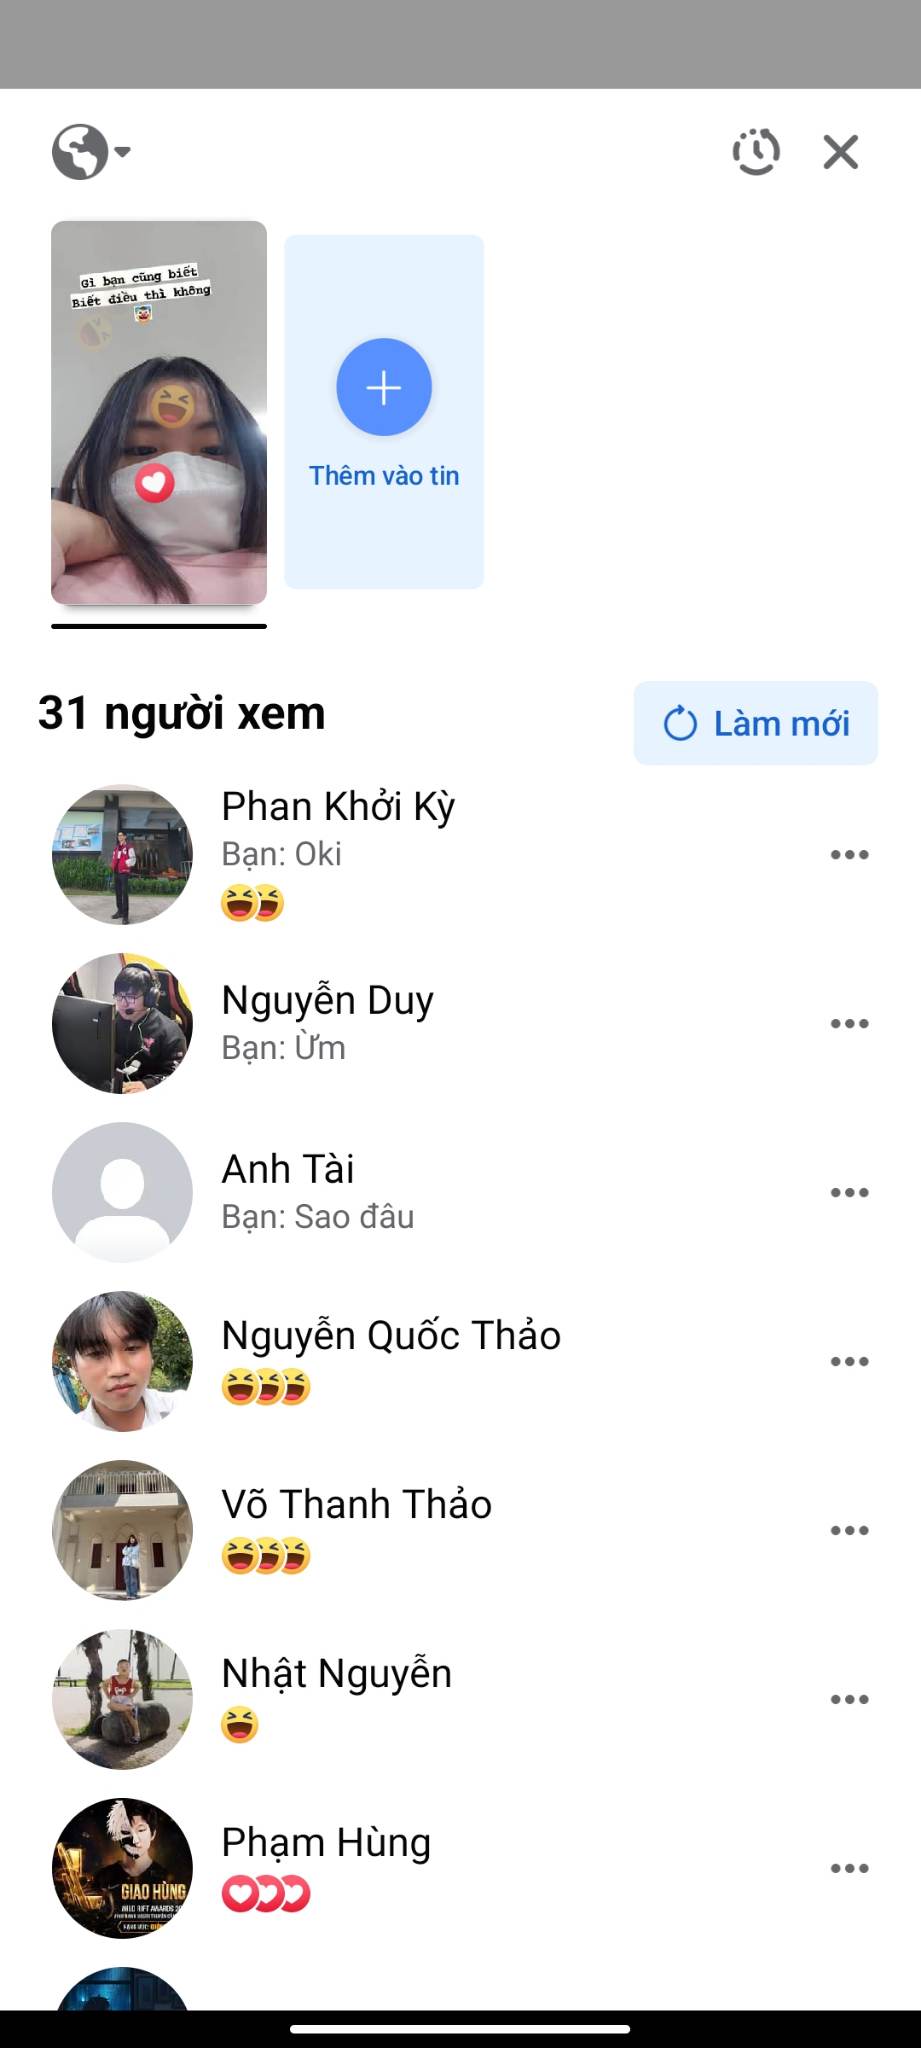 Gì bạn cũng biết
Biết điều thì không
Thêm vào tin
31 người xem
Làm mới
Phan Khởi Kỳ
Bạn: Oki
Nguyễn Duy
Bạn: Ừm
Anh Tài
Bạn: Sao đâu
Nguyễn Quốc Thảo
Võ Thanh Thảo
Nhật Nguyễn
Phạm Hùng
GIAO HÙNG